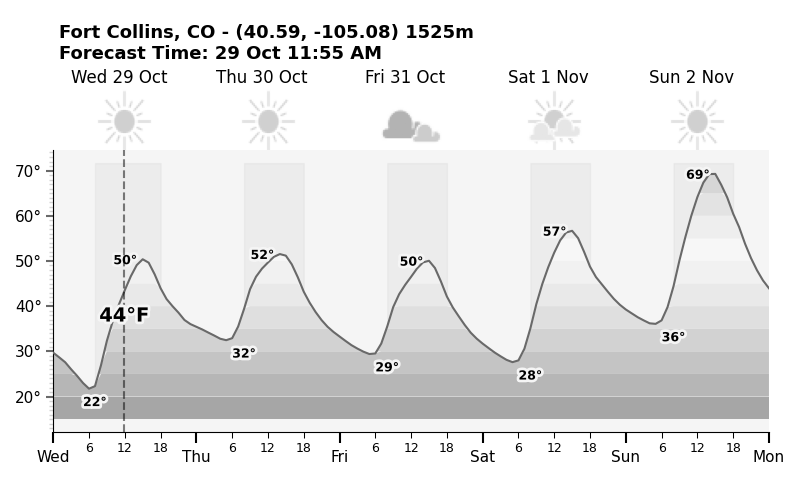 Fort Collins, CO - (40.59, -105.08) 1525m
Forecast Time: 29 Oct 11:55 AM
Wed 29 Oct Thu 30 Oct Fri 31 Oct Sat 1 Nov Sun 2 Nov
70°
69°
60°
57°
50°
50°
52°
50°
40°
44°F
36°
30°
32°
29°
28°
20°
22°
6 12 18 6 12 18 6 12 18 6 12 18 6 12 18
Wed Thu Fri Sat Sun Mon